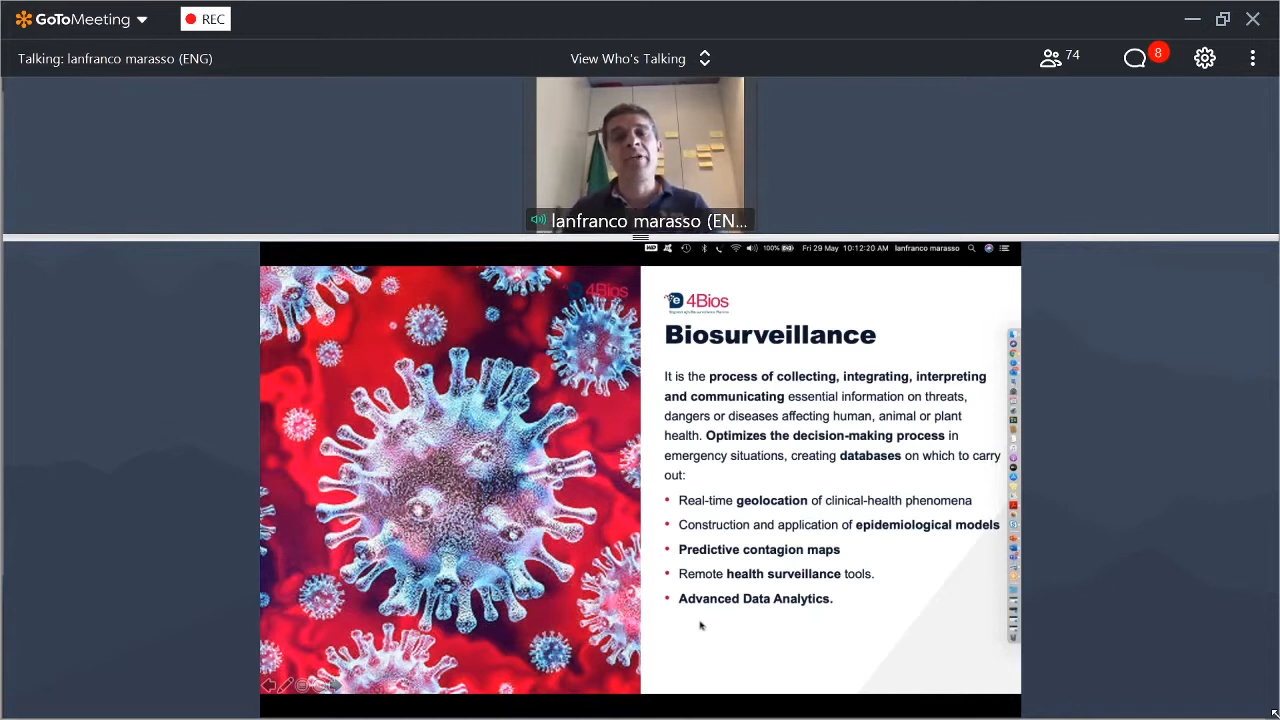 GoToMeeting
REC
Talking: lanfranco marasso (ENG)
View Who's Talking
74
8
lanfranco marasso (EN...
100%
Fri 29 May 10:12:20 AM lanfranco marasso
4Bios
e 4Bios
Biosurveillance
It is the process of collecting, integrating, interpreting
and communicating essential information on threats,
dangers or diseases affecting human, animal or plant
health. Optimizes the decision-making process in
emergency situations, creating databases on which to carry
out:
• Real-time geolocation of clinical-health phenomena
• Construction and application of epidemiological models
• Predictive contagion maps
• Remote health surveillance tools.
• Advanced Data Analytics.